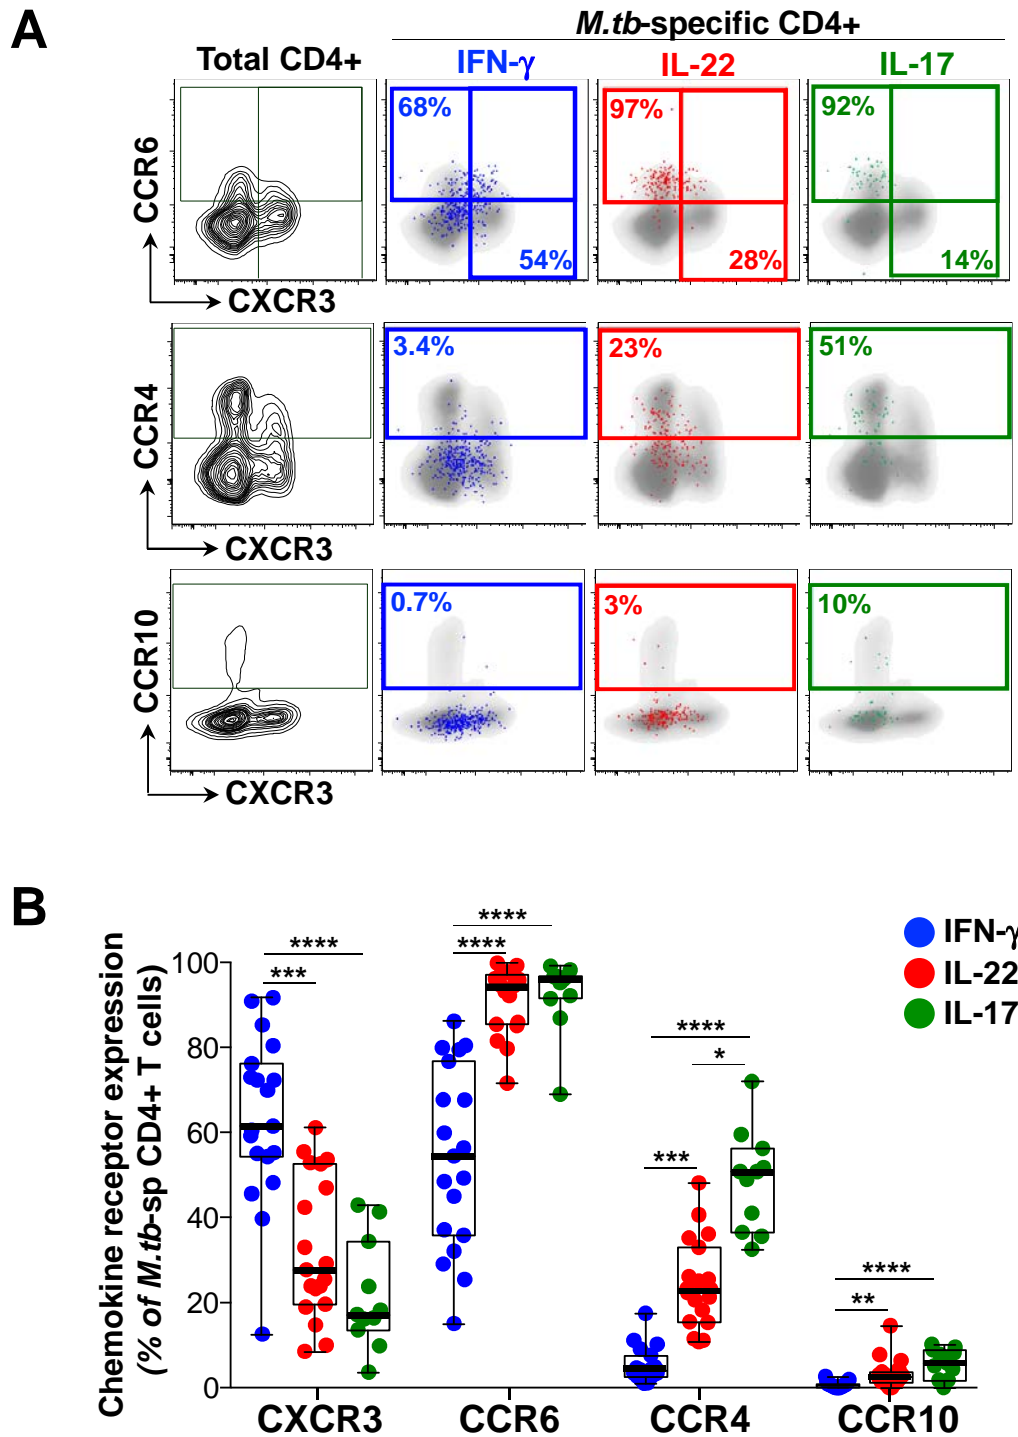 A
M.tb-specific CD4+
Total CD4+ IFN-γ IL-22 IL-17
CCR6
68% 97% 92%
54% 28% 14%
CXCR3
CCR4
3.4% 23% 51%
CXCR3
CCR10
0.7% 3% 10%
CXCR3
B
Chemokine receptor expression
(% of M.tb-sp CD4+ T cells)
100
80
60
40
20
0
**** ***
**** ****
**** * ***
**** **
IFN-γ
IL-22
IL-17
CXCR3 CCR6 CCR4 CCR10